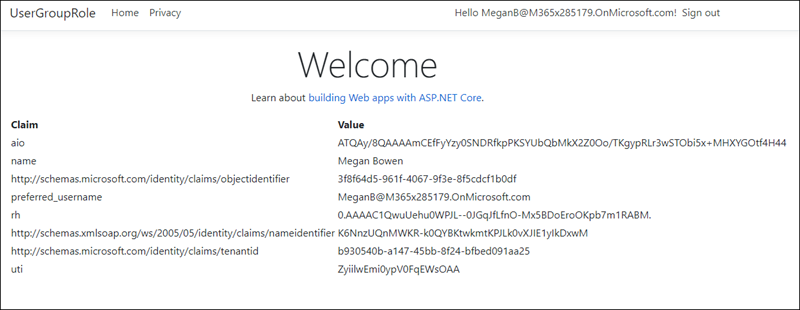 UserGroupRole Home Privacy Hello MeganB@M365x285179.OnMicrosoft.com! Sign out
Welcome
Learn about building Web apps with ASP.NET Core.
Claim Value
aio ATQAy/8QAAAAmCEfFyYzy0SNDRfkpPKSYUbQbMkX2Z0Oo/TKgypRLr3wSTObi5x+MHXYGOtf4H44
name Megan Bowen
http://schemas.microsoft.com/identity/claims/objectidentifier 3f8f64d5-961f-4067-9f3e-8f5cdcf1b0df
preferred_username MeganB@M365x285179.OnMicrosoft.com
rh 0.AAAAC1QwuUehu0WPJL--0JGqJfLfnO-Mx5BDoEroOKpb7m1RABM.
http://schemas.xmlsoap.org/ws/2005/05/identity/claims/nameidentifier K6NnzUQnMWKR-k0QYBKtwkmtKPJLk0vXJIE1yIkDxwM
http://schemas.microsoft.com/identity/claims/tenantid b930540b-a147-45bb-8f24-bfbed091aa25
uti ZyiilwEmi0ypV0FqEWsOAA